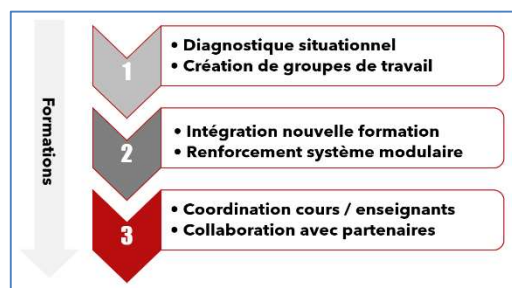 Formations
1
• Diagnostique situationnel
• Création de groupes de travail
2
• Intégration nouvelle formation
• Renforcement système modulaire
3
• Coordination cours / enseignants
• Collaboration avec partenaires